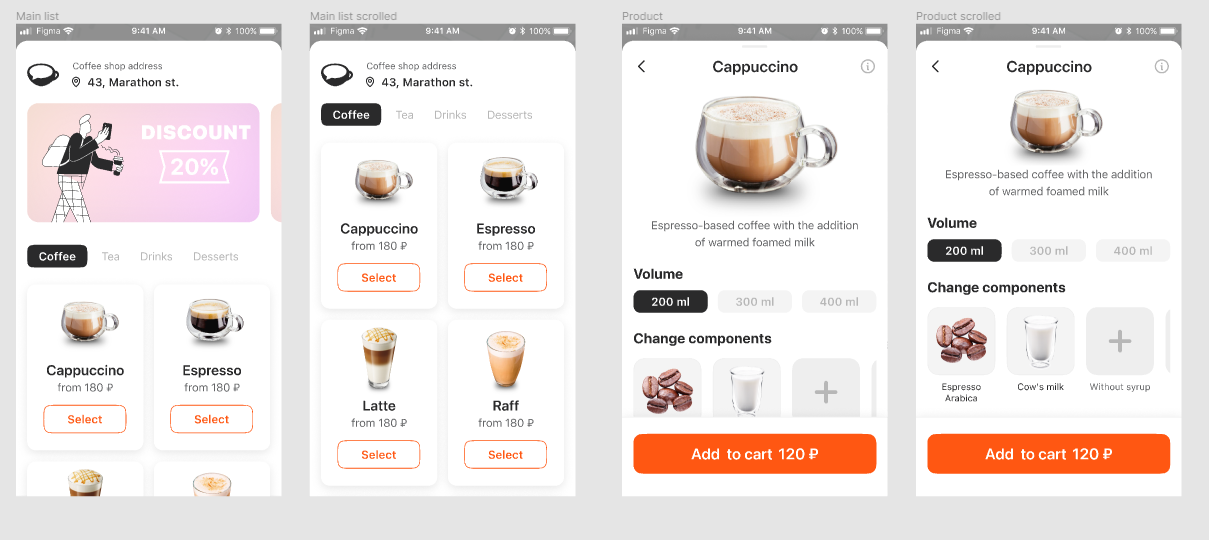 Main list
Figma 9:41 AM 100%
Coffee shop address
43, Marathon st.
DISCOUNT
20%
Coffee Tea Drinks Desserts
Cappuccino Espresso
from 180 ₽ from 180 ₽
Select Select
Main list scrolled
Figma 9:41 AM 100%
Coffee shop address
43, Marathon st.
Coffee Tea Drinks Desserts
Cappuccino Espresso
from 180 ₽ from 180 ₽
Select Select
Latte Raff
from 180 ₽ from 180 ₽
Select Select
Product
Figma 9:41 AM 100%
Cappuccino
Espresso-based coffee with the addition
of warmed foamed milk
Volume
200 ml 300 ml 400 ml
Change components
Add to cart 120 ₽
Product scrolled
Figma 9:41 AM 100%
Cappuccino
Espresso-based coffee with the addition
of warmed foamed milk
Volume
200 ml 300 ml 400 ml
Change components
Espresso Cow's milk Without syrup
Arabica
Add to cart 120 ₽